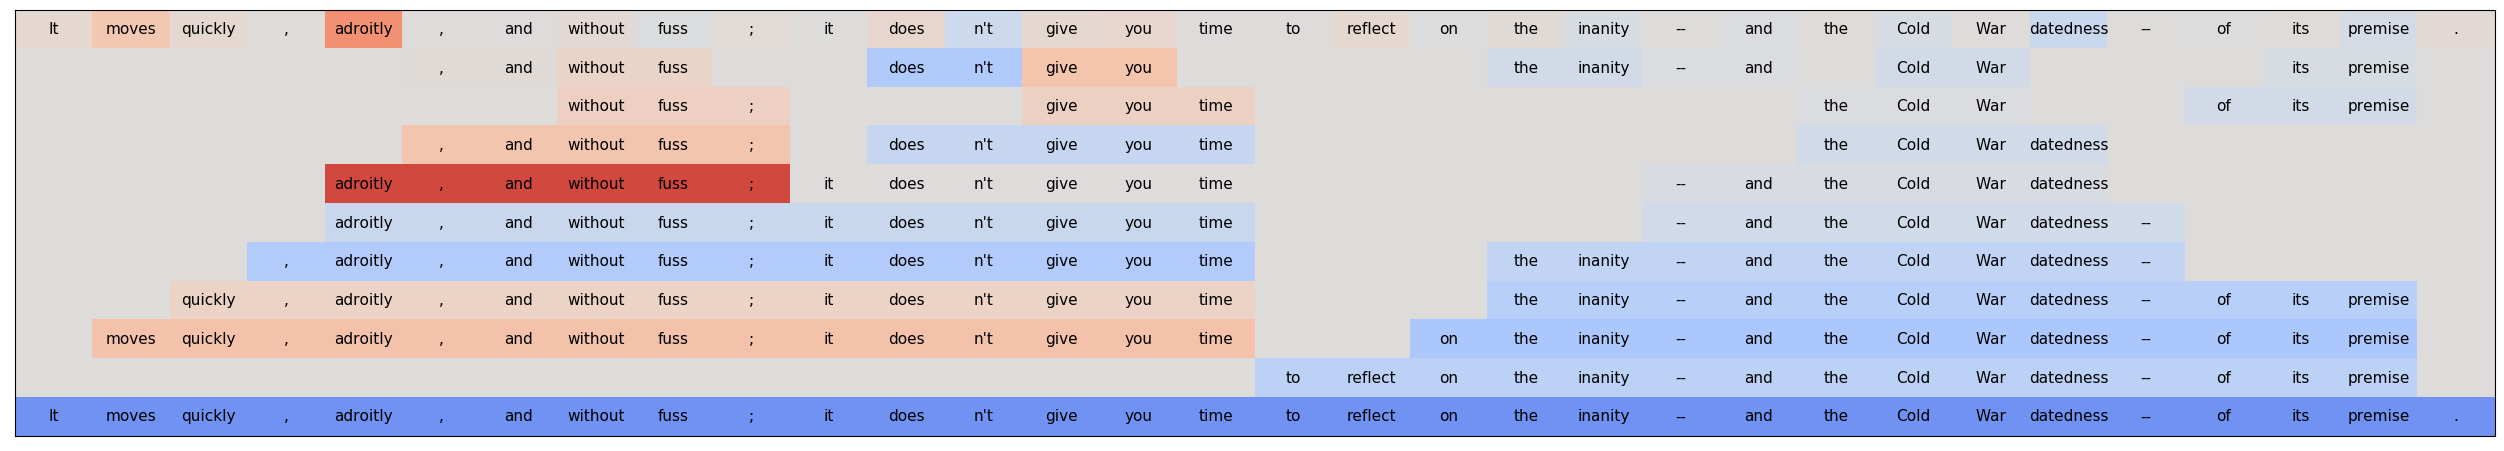 It moves quickly , adroitly , and without fuss ; it does n't give you time to reflect on the inanity -- and the Cold War datedness -- of its premise .
, and without fuss does n't give you the inanity -- and Cold War its premise
without fuss ; give you time the Cold War of its premise
, and without fuss ; does n't give you time the Cold War datedness
adroitly , and without fuss ; it does n't give you time -- and the Cold War datedness
adroitly , and without fuss ; it does n't give you time -- and the Cold War datedness --
, adroitly , and without fuss ; it does n't give you time the inanity -- and the Cold War datedness --
quickly , adroitly , and without fuss ; it does n't give you time the inanity -- and the Cold War datedness -- of its premise
moves quickly , adroitly , and without fuss ; it does n't give you time on the inanity -- and the Cold War datedness -- of its premise
to reflect on the inanity -- and the Cold War datedness -- of its premise
It moves quickly , adroitly , and without fuss ; it does n't give you time to reflect on the inanity -- and the Cold War datedness -- of its premise .